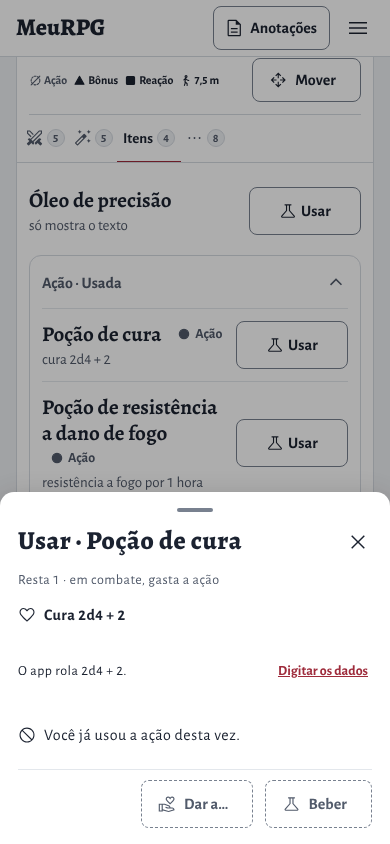 MeuRPG
Anotações
Ação Bônus Reação 7,5 m
Mover
5 5 Itens 4 ··· 8
Óleo de precisão
só mostra o texto
Usar
Ação · Usada
Poção de cura
Ação
cura 2d4 + 2
Usar
Poção de resistência
a dano de fogo
Ação
resistência a fogo por 1 hora
Usar
Usar · Poção de cura
Resta 1 · em combate, gasta a ação
Cura 2d4 + 2
O app rola 2d4 + 2.
Digitar os dados
Você já usou a ação desta vez.
Dar a...
Beber